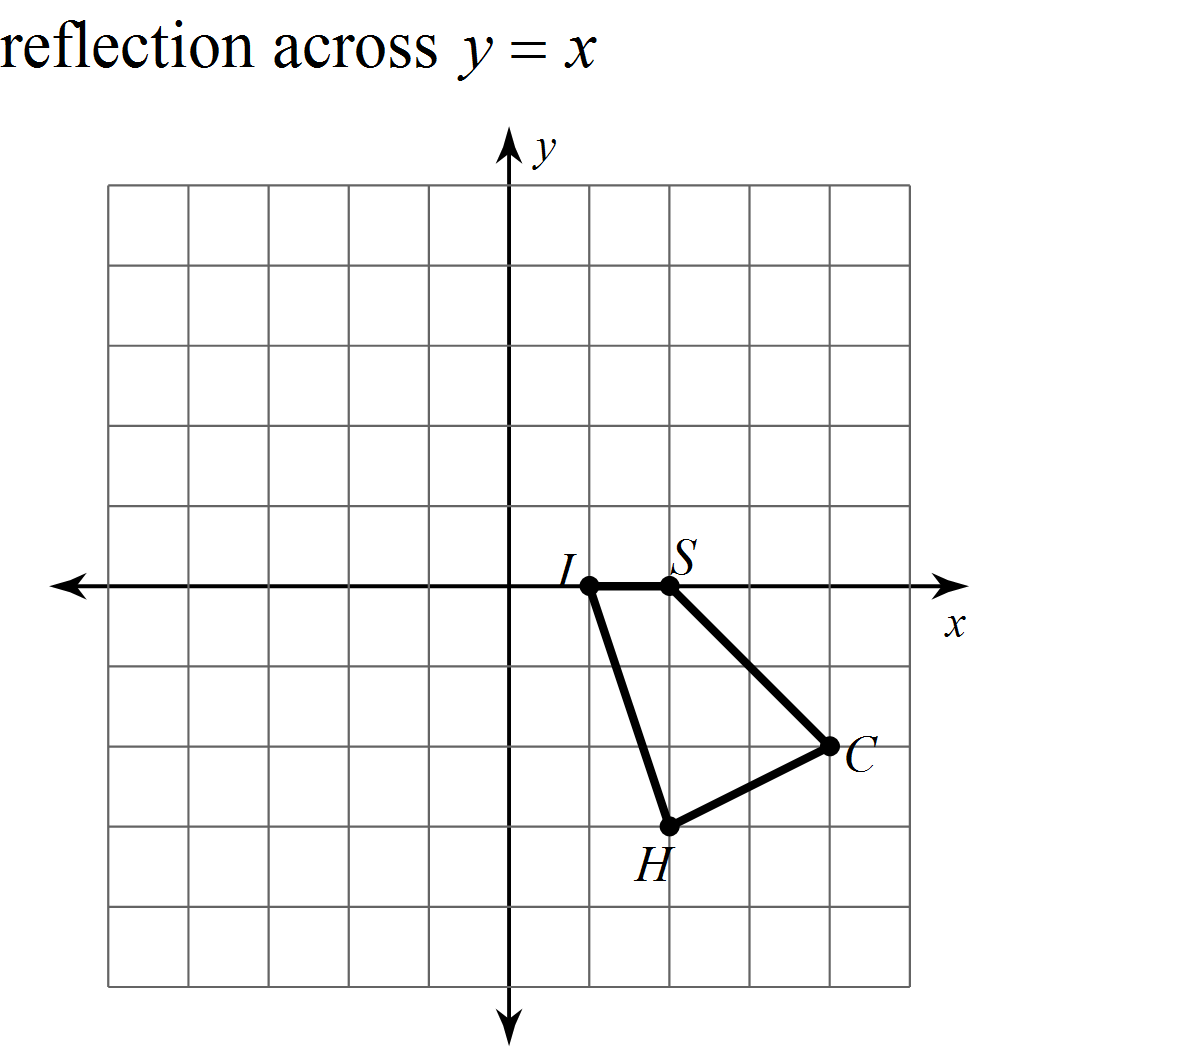 reflection across y = x
y
I
S
x
C
H